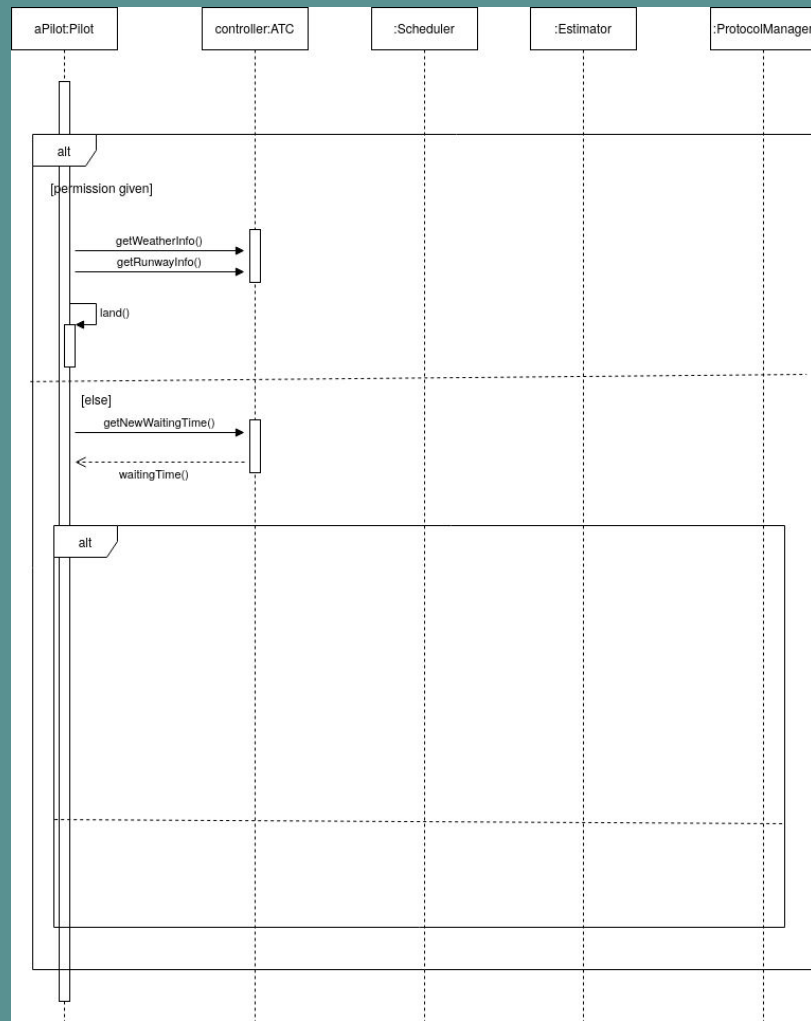 aPilot:Pilot
controller:ATC
:Scheduler
:Estimator
:ProtocolManager
alt
[permission given]
getWeatherInfo()
getRunwayInfo()
land()
[else]
getNewWaitingTime()
waitingTime()
alt